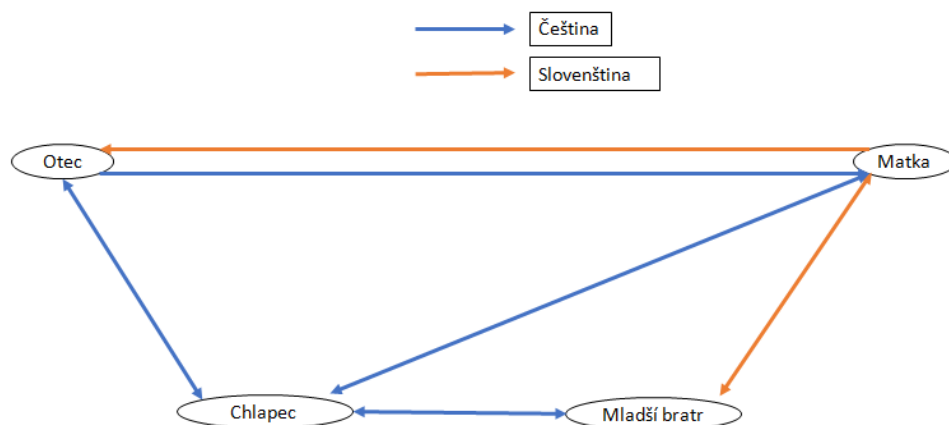 Čeština
Slovenština
Otec
Matka
Chlapec
Mladší bratr